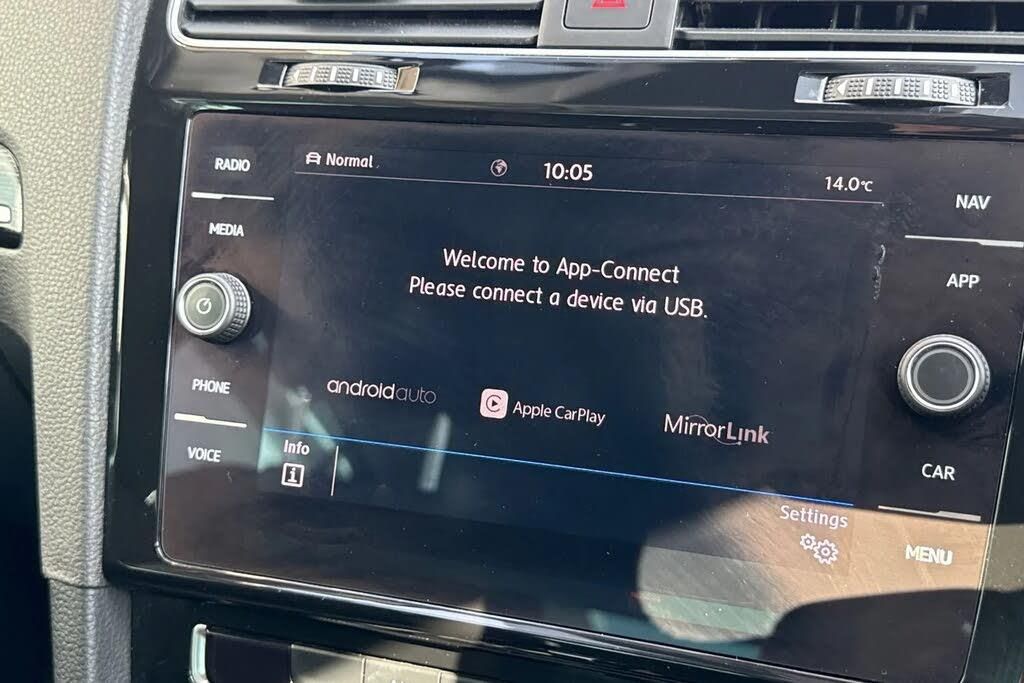 RADIO
MEDIA
PHONE
VOICE
Normal
10:05
14.0°C
Welcome to App-Connect
Please connect a device via USB.
androidauto
Apple CarPlay
MirrorLink
Info
i
Settings
NAV
APP
CAR
MENU